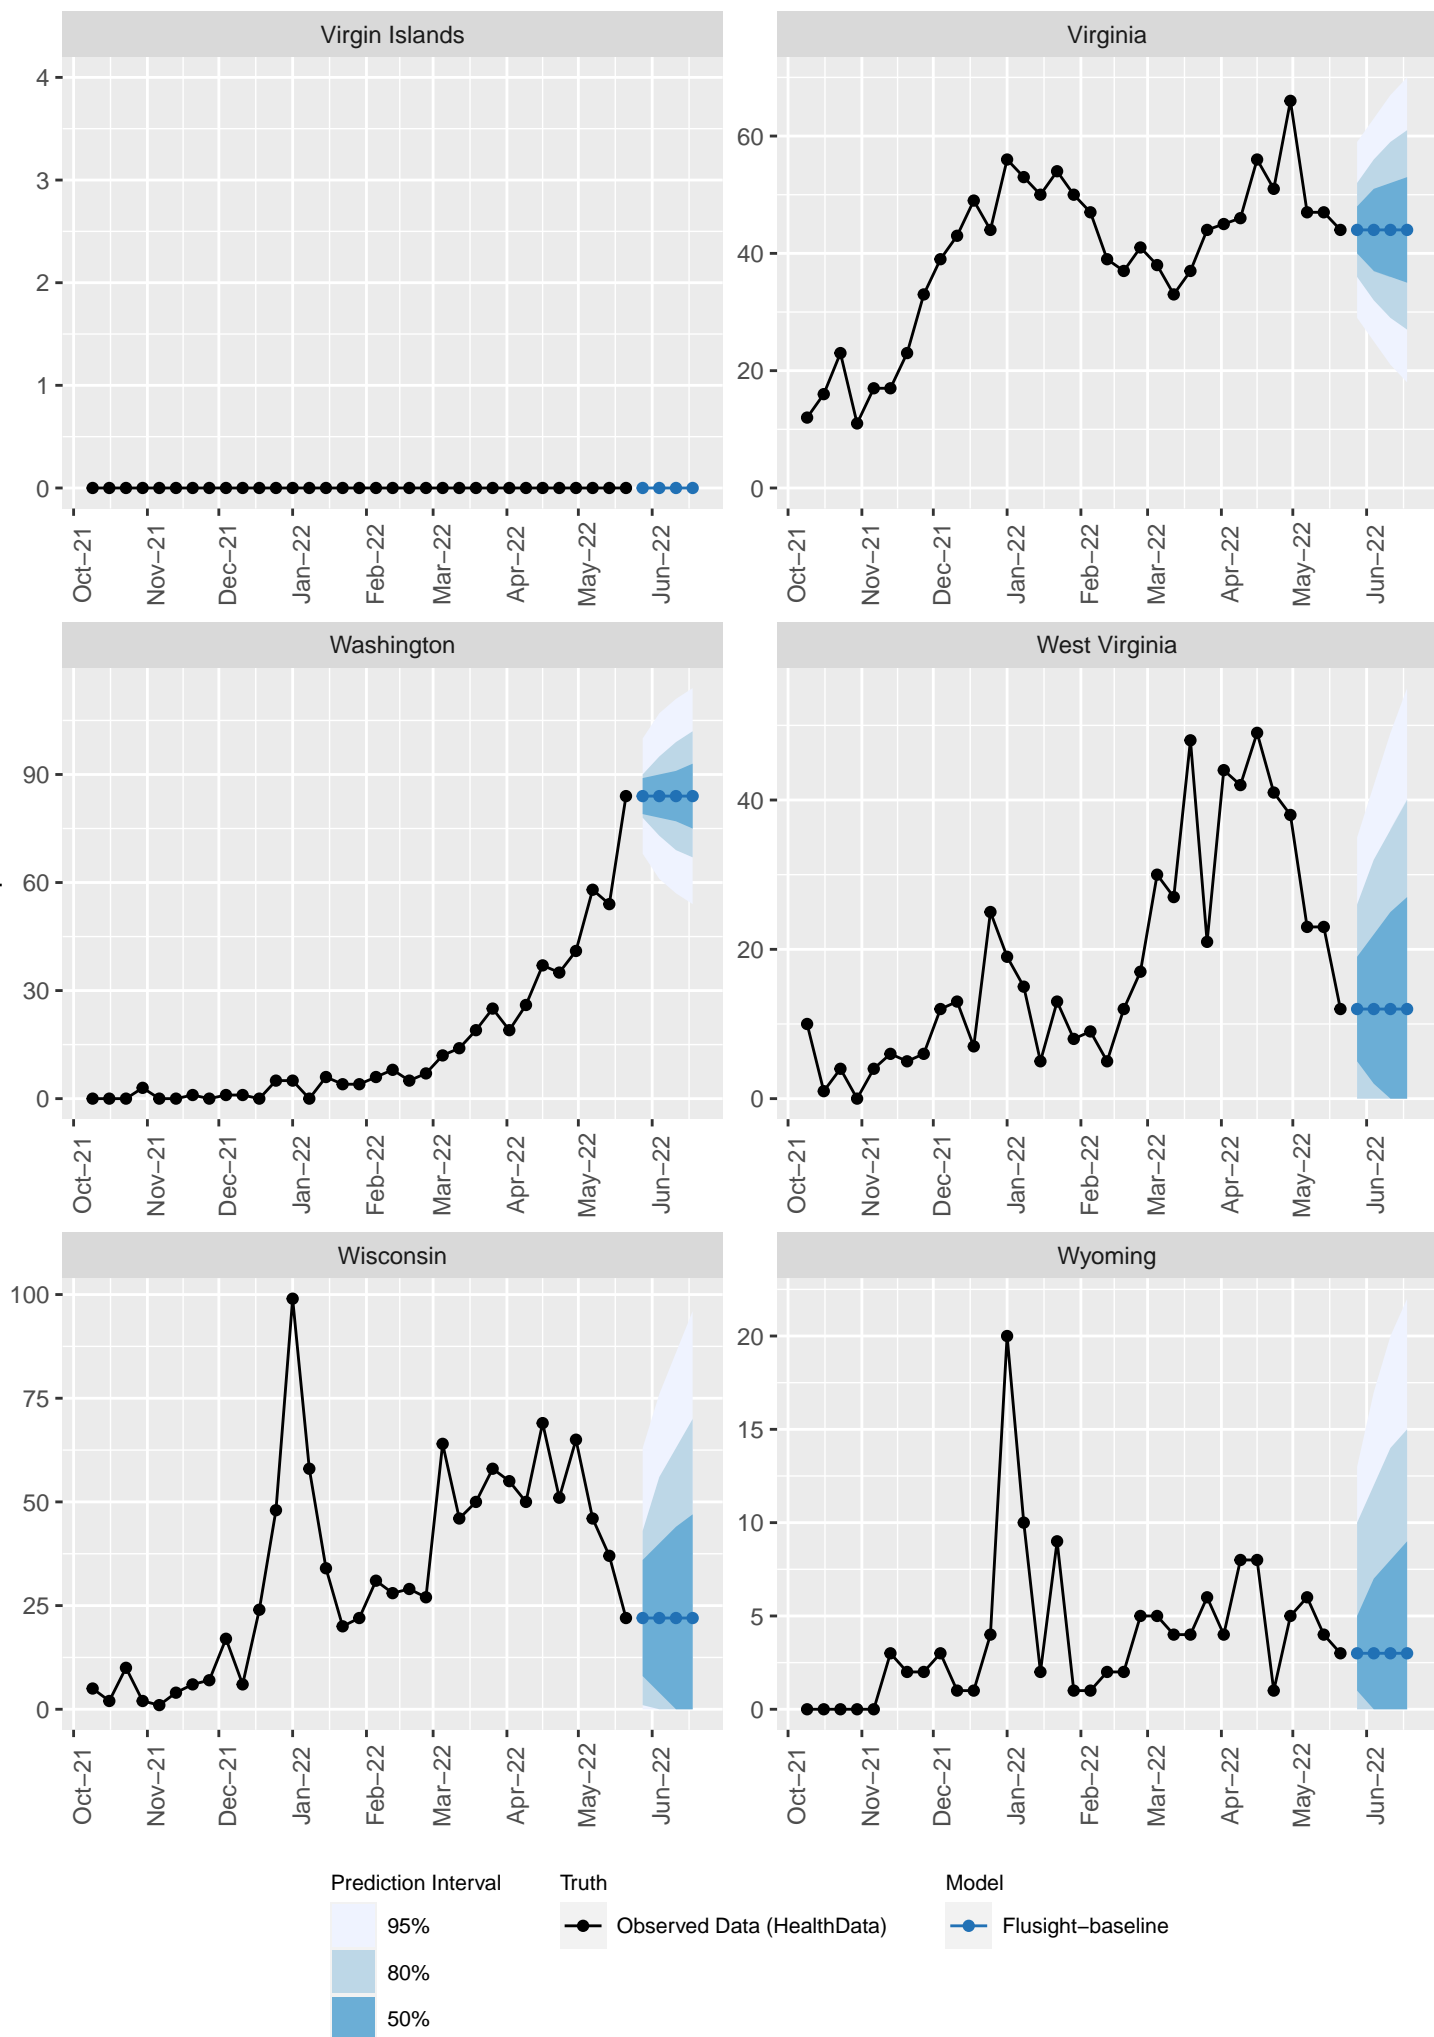 Virgin Islands
Virginia
4
3
2
1
0
60
40
20
0
Oct−21
Nov−21
Dec−21
Jan−22
Feb−22
Mar−22
Apr−22
May−22
Jun−22
Oct−21
Nov−21
Dec−21
Jan−22
Feb−22
Mar−22
Apr−22
May−22
Jun−22
Washington
West Virginia
90
60
30
0
40
20
0
Oct−21
Nov−21
Dec−21
Jan−22
Feb−22
Mar−22
Apr−22
May−22
Jun−22
Oct−21
Nov−21
Dec−21
Jan−22
Feb−22
Mar−22
Apr−22
May−22
Jun−22
Wisconsin
Wyoming
100
75
50
25
0
20
15
10
5
0
Oct−21
Nov−21
Dec−21
Jan−22
Feb−22
Mar−22
Apr−22
May−22
Jun−22
Oct−21
Nov−21
Dec−21
Jan−22
Feb−22
Mar−22
Apr−22
May−22
Jun−22
Prediction Interval
95%
80%
50%
Truth
Observed Data (HealthData)
Model
Flusight−baseline